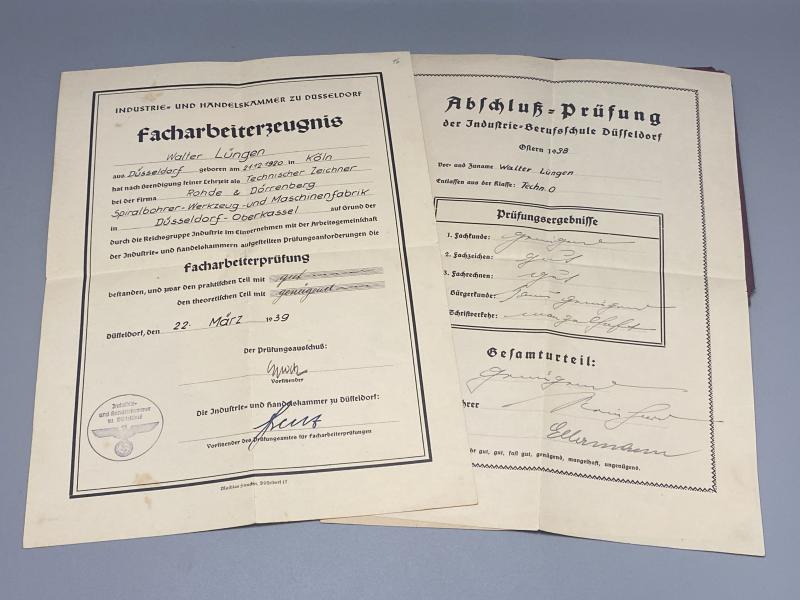 INDUSTRIE- UND HANDELSKAMMER ZU DÜSSELDORF
Facharbeiterzeugnis
Walter Lüngen
aus Düsseldorf geboren am 21.12.1920 in Köln
hat nach Beendigung seiner Lehrzeit als Technischer Zeichner
bei der Firma Rohde & Dörrenberg
Spiralbohrer-Werkzeug-und Maschinenfabrik
in Düsseldorf-Oberkassel auf Grund der
durch die Reichsgruppe Industrie im Einvernehmen mit der Arbeitsgemeinschaft
der Industrie- und Handelskammern aufgestellten Prüfungsanforderungen die
Facharbeiterprüfung
bestanden, und zwar den praktischen Teil mit gut
den theoretischen Teil mit genügend
Düsseldorf, den 22. März 1939
Der Prüfungsausschuß:
Vorsitzender
Die Industrie- und Handelskammer zu Düsseldorf:
Vorsitzender des Prüfungsamtes für Facharbeiterprüfungen
Industrie-
und Handelskammer
zu Düsseldorf
Abschluß-Prüfung
der Industrie-Berufsschule Düsseldorf
Ostern 1938
Vor- und Zuname Walter Lüngen
Entlassen aus der Klasse: Techn. O
Prüfungsergebnisse
1. Fachkunde: genügend
2. Fachzeichen: gut
3. Fachrechnen: gut
Bürgerkunde: kaum genügend
Schriftverkehr: mangelhaft
Gesamturteil:
genügend
Ellermann
gut, gut, fast gut, genügend, mangelhaft, ungenügend.